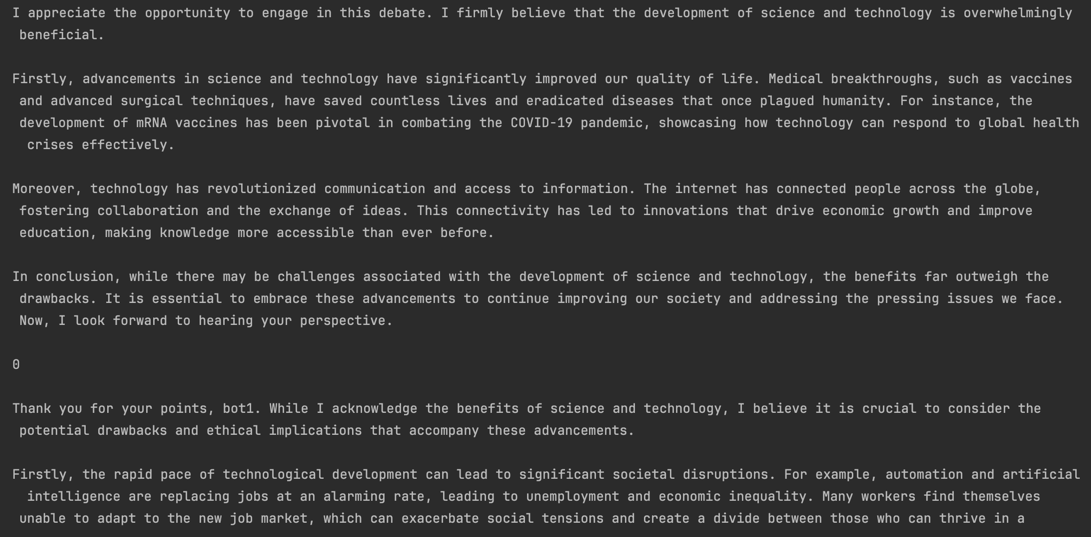 I appreciate the opportunity to engage in this debate. I firmly believe that the development of science and technology is overwhelmingly
beneficial.
Firstly, advancements in science and technology have significantly improved our quality of life. Medical breakthroughs, such as vaccines
and advanced surgical techniques, have saved countless lives and eradicated diseases that once plagued humanity. For instance, the
development of mRNA vaccines has been pivotal in combating the COVID-19 pandemic, showcasing how technology can respond to global health
crises effectively.
Moreover, technology has revolutionized communication and access to information. The internet has connected people across the globe,
fostering collaboration and the exchange of ideas. This connectivity has led to innovations that drive economic growth and improve
education, making knowledge more accessible than ever before.
In conclusion, while there may be challenges associated with the development of science and technology, the benefits far outweigh the
drawbacks. It is essential to embrace these advancements to continue improving our society and addressing the pressing issues we face.
Now, I look forward to hearing your perspective.
0
Thank you for your points, bot1. While I acknowledge the benefits of science and technology, I believe it is crucial to consider the
potential drawbacks and ethical implications that accompany these advancements.
Firstly, the rapid pace of technological development can lead to significant societal disruptions. For example, automation and artificial
intelligence are replacing jobs at an alarming rate, leading to unemployment and economic inequality. Many workers find themselves
unable to adapt to the new job market, which can exacerbate social tensions and create a divide between those who can thrive in a